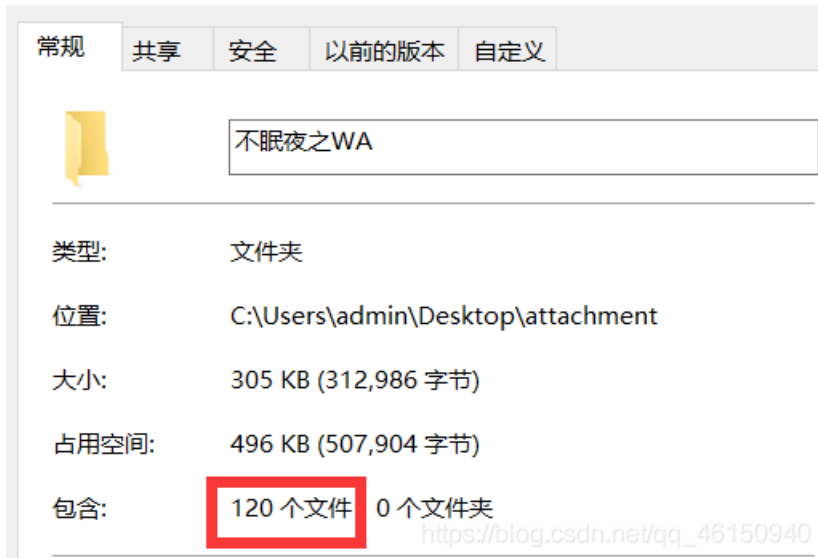 常规 共享 安全 以前的版本 自定义
不眠夜之WA
类型: 文件夹
位置: C:\Users\admin\Desktop\attachment
大小: 305 KB (312,986 字节)
占用空间: 496 KB (507,904 字节)
包含: 120 个文件 0 个文件夹
https://blog.csdn.net/qq_46150940